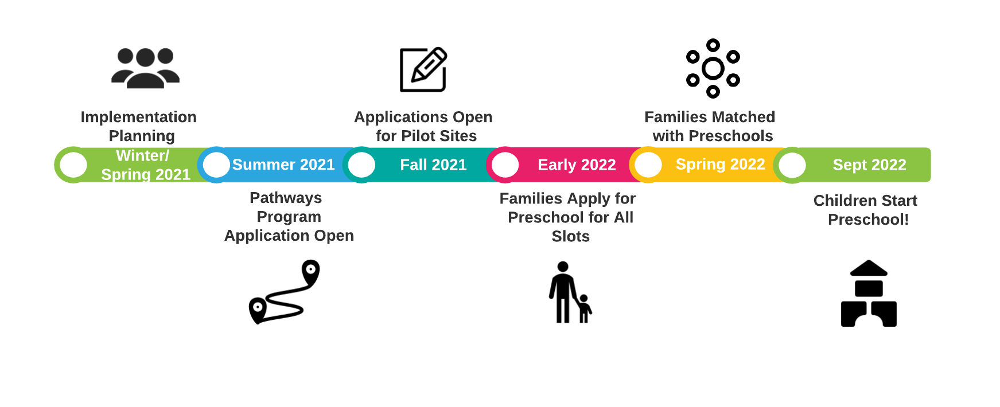 Implementation
Planning
Winter/
Spring 2021
Summer 2021
Pathways
Program
Application Open
Applications Open
for Pilot Sites
Fall 2021
Early 2022
Families Apply for
Preschool for All
Slots
Families Matched
with Preschools
Spring 2022
Sept 2022
Children Start
Preschool!